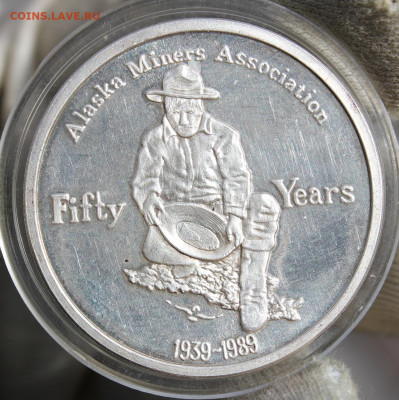 COINS.LAVE.RU
Alaska Miners Association
Fifty Years
1939~1989